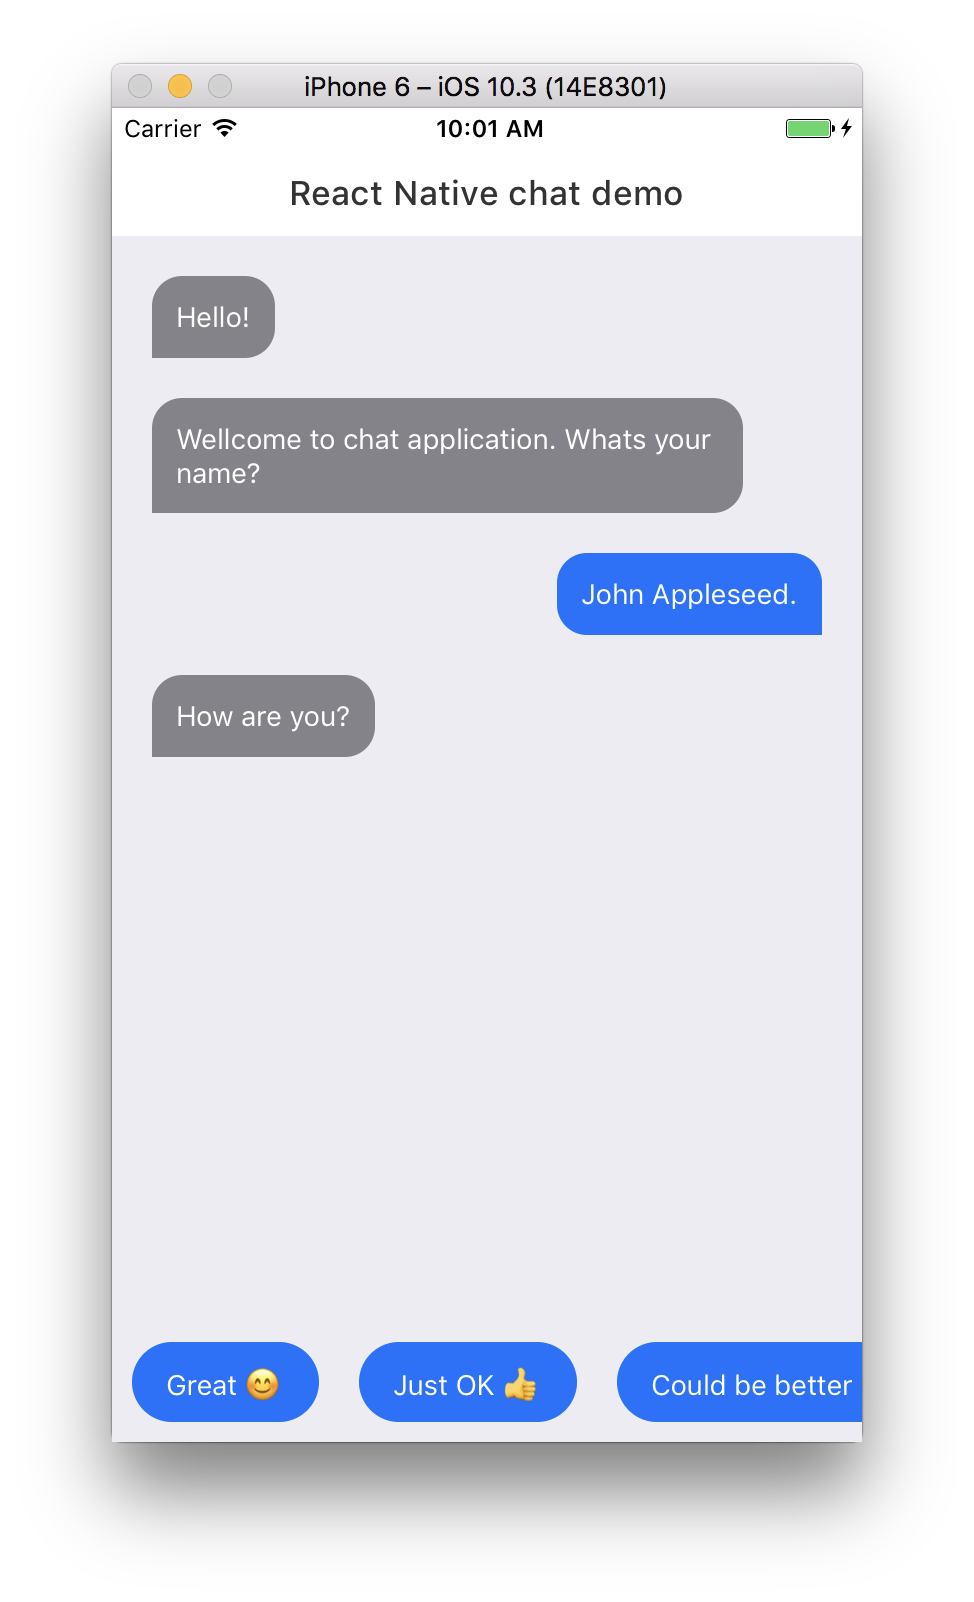 iPhone 6 – iOS 10.3 (14E8301)
Carrier 10:01 AM
React Native chat demo
Hello!
Wellcome to chat application. Whats your
name?
John Appleseed.
How are you?
Great 😊 Just OK 👍 Could be better